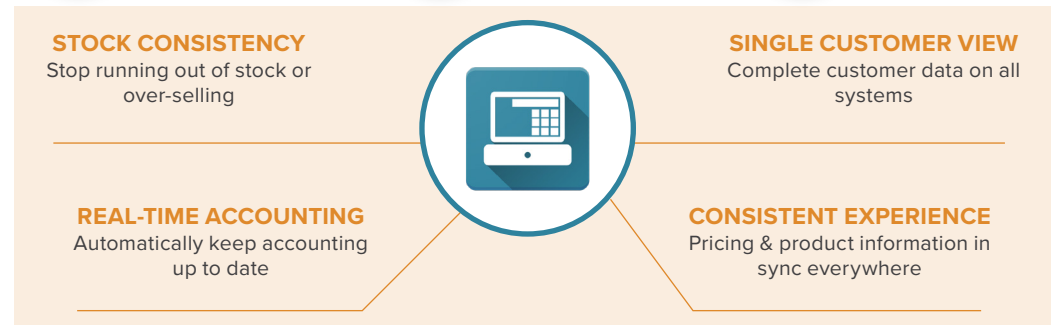 STOCK CONSISTENCY
Stop running out of stock or
over-selling
SINGLE CUSTOMER VIEW
Complete customer data on all
systems
REAL-TIME ACCOUNTING
Automatically keep accounting
up to date
CONSISTENT EXPERIENCE
Pricing & product information in
sync everywhere